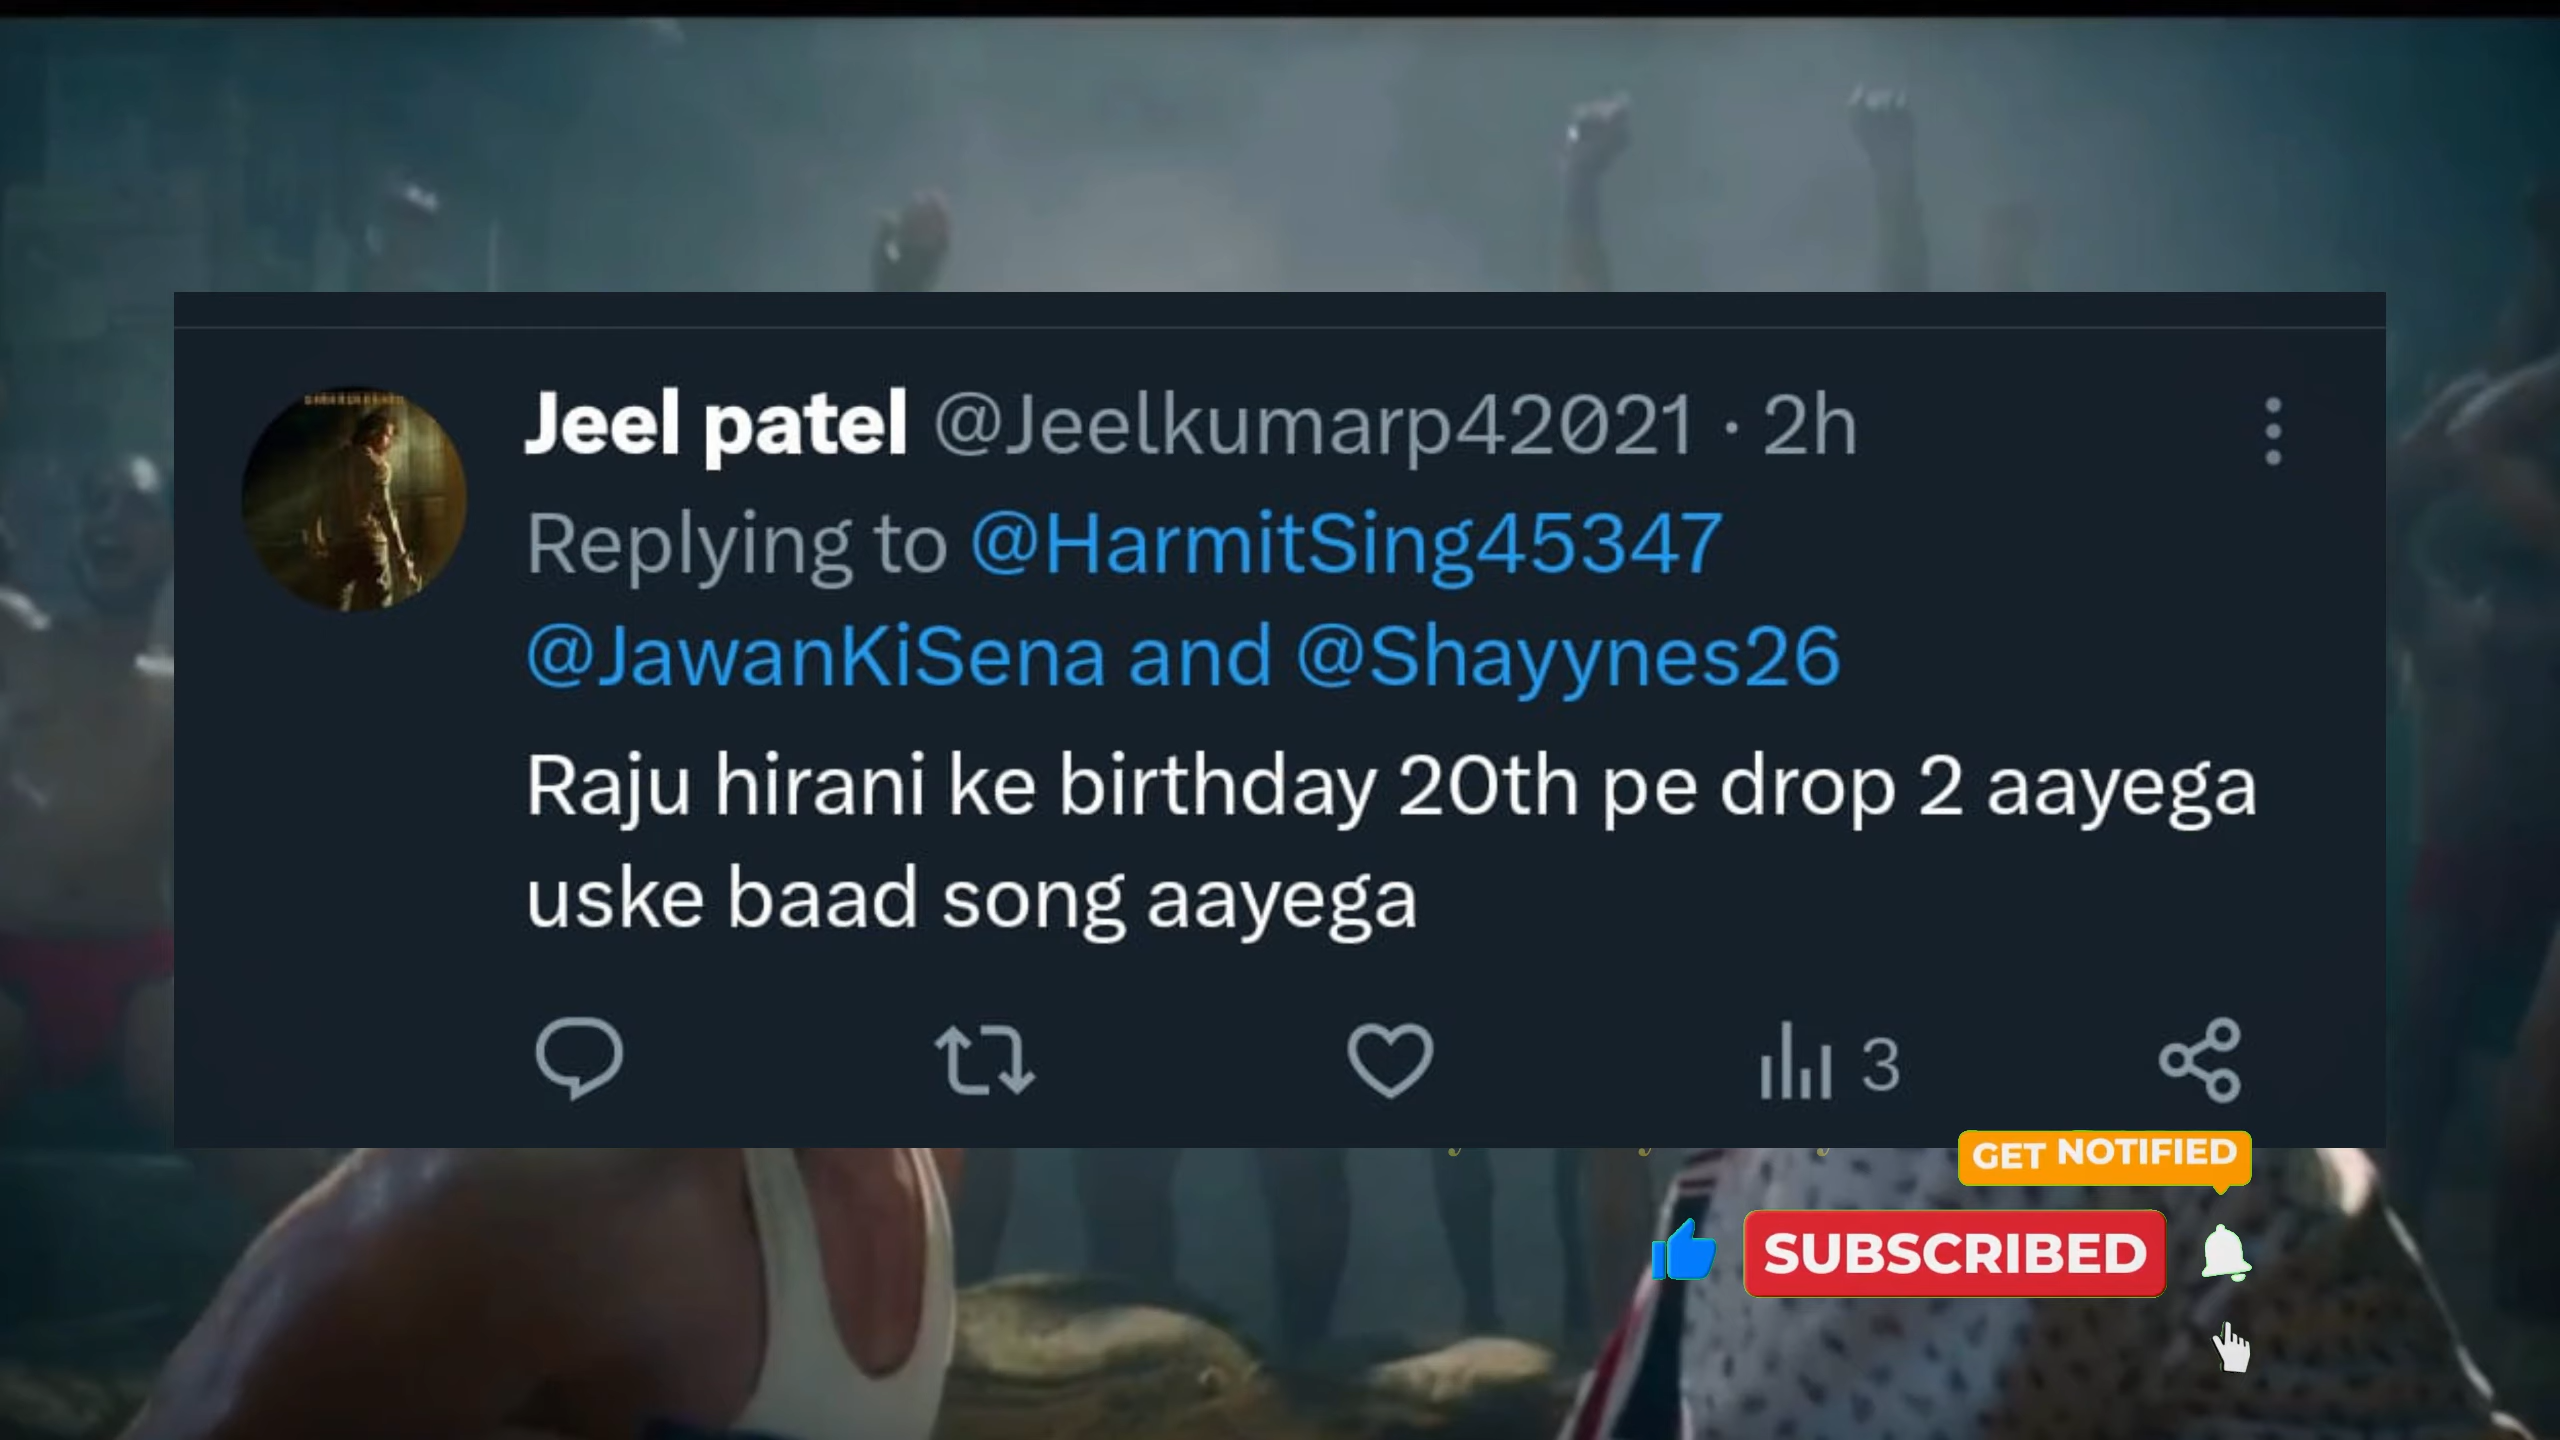 Jeel patel @Jeelkumarp42021 · 2h
Replying to @HarmitSing45347
@JawanKiSena and @Shayynes26
Raju hirani ke birthday 20th pe drop 2 aayega
uske baad song aayega
3
GET NOTIFIED
SUBSCRIBED